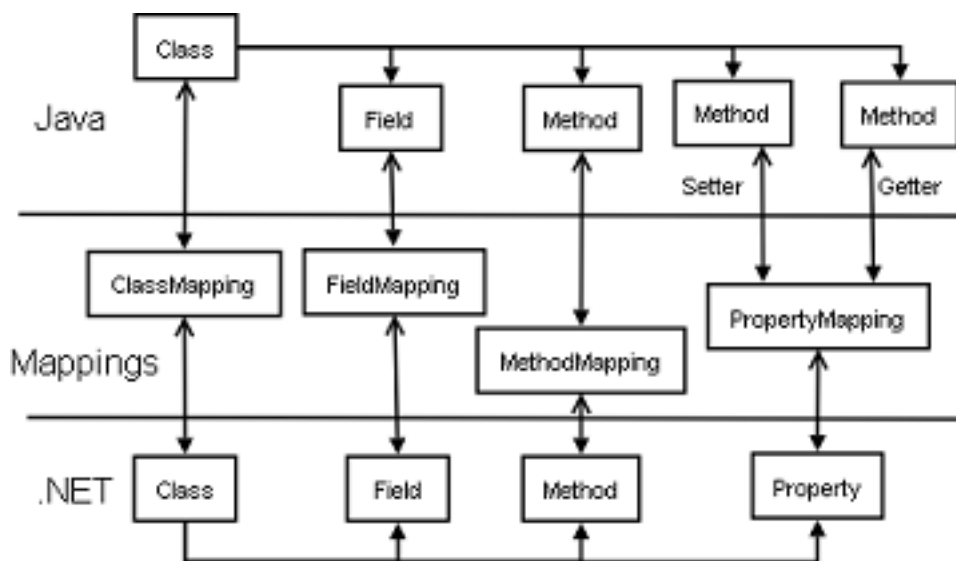 Class
Java
Field
Method
Method
Method
Setter
Getter
ClassMapping
FieldMapping
PropertyMapping
Mappings
MethodMapping
.NET
Class
Field
Method
Property